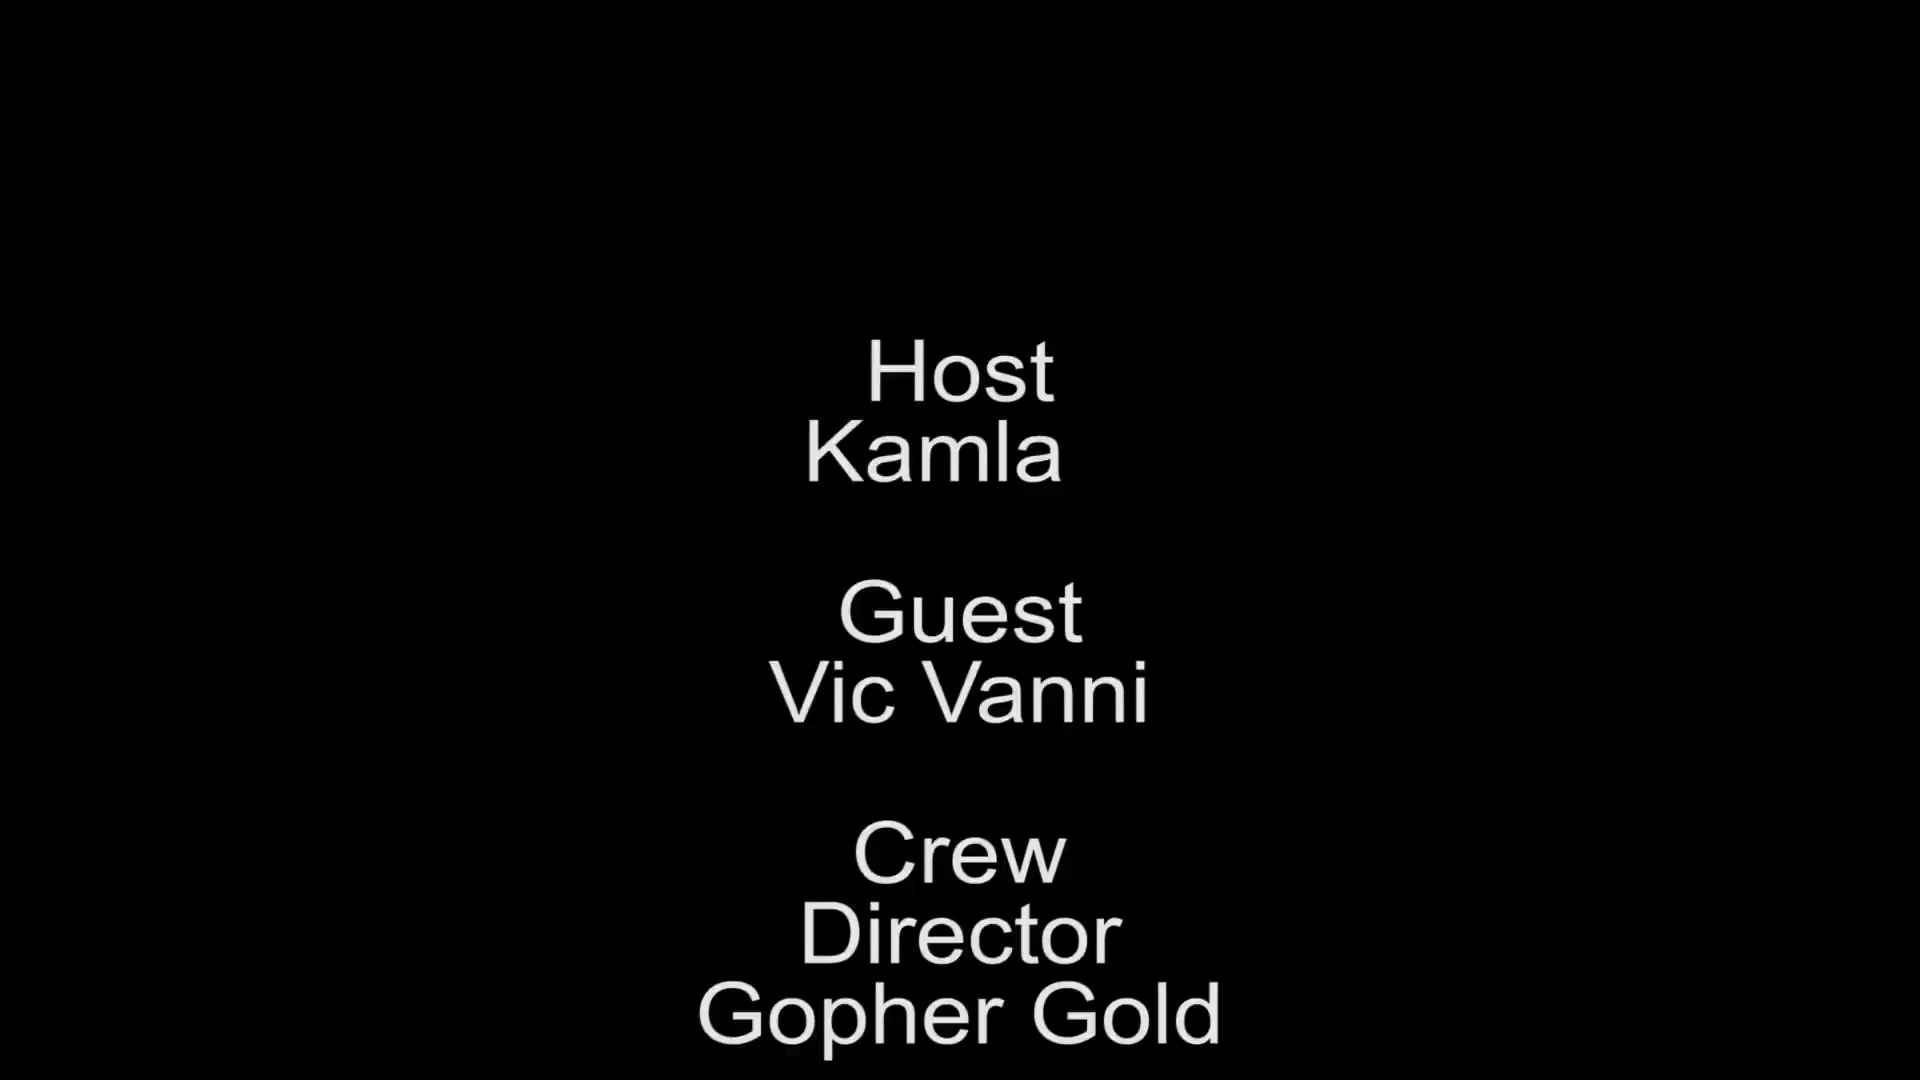 Host
Kamla
Guest
Vic Vanni
Crew
Director
Gopher Gold